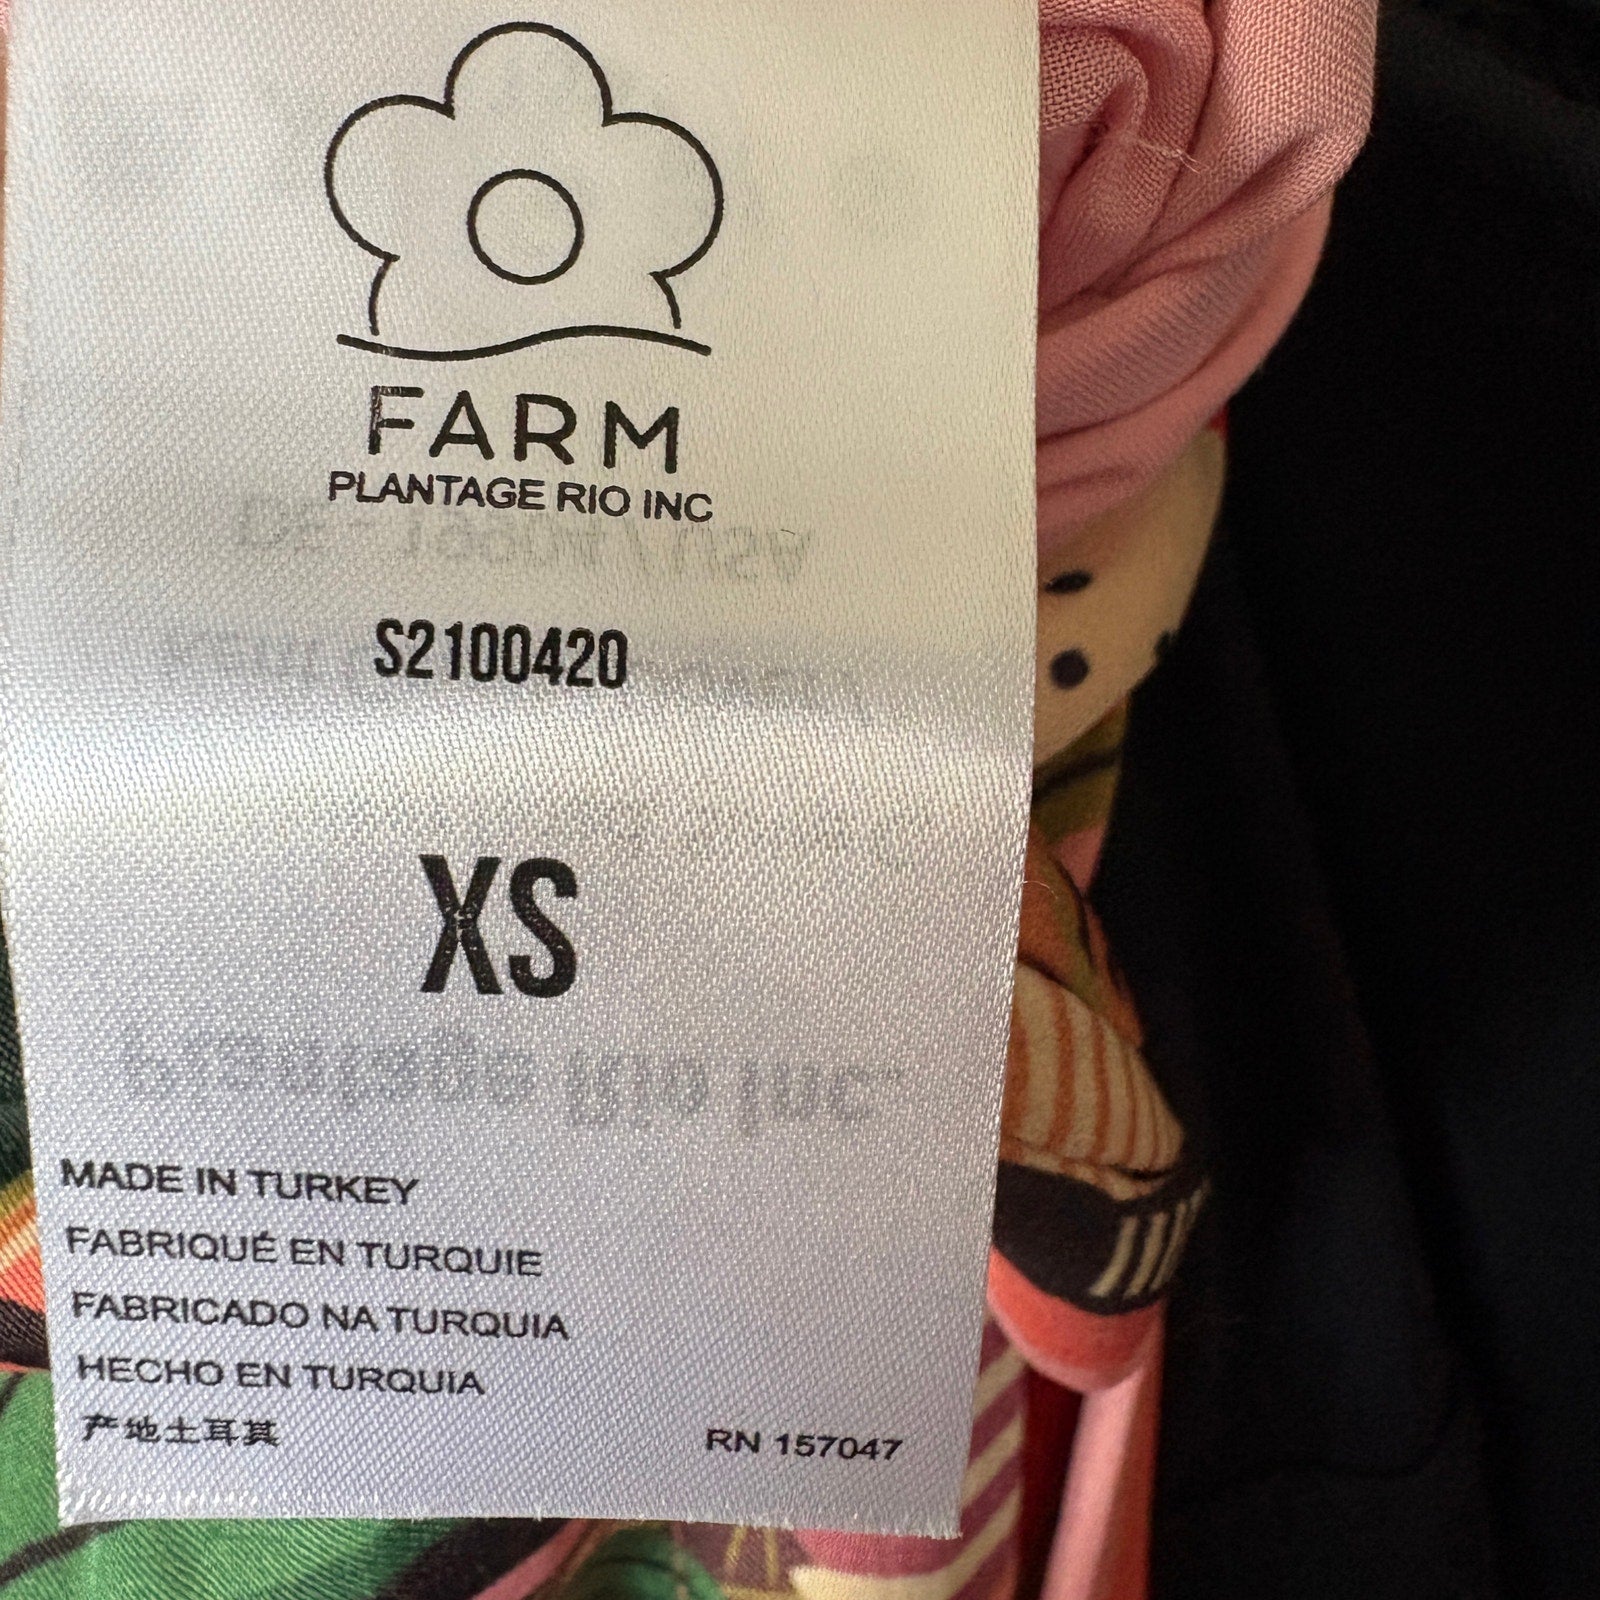 FARM
PLANTAGE RIO INC
S2100420
XS
MADE IN TURKEY
FABRIQUÉ EN TURQUIE
FABRICADO NA TURQUIA
HECHO EN TURQUIA
产地土耳其
RN 157047